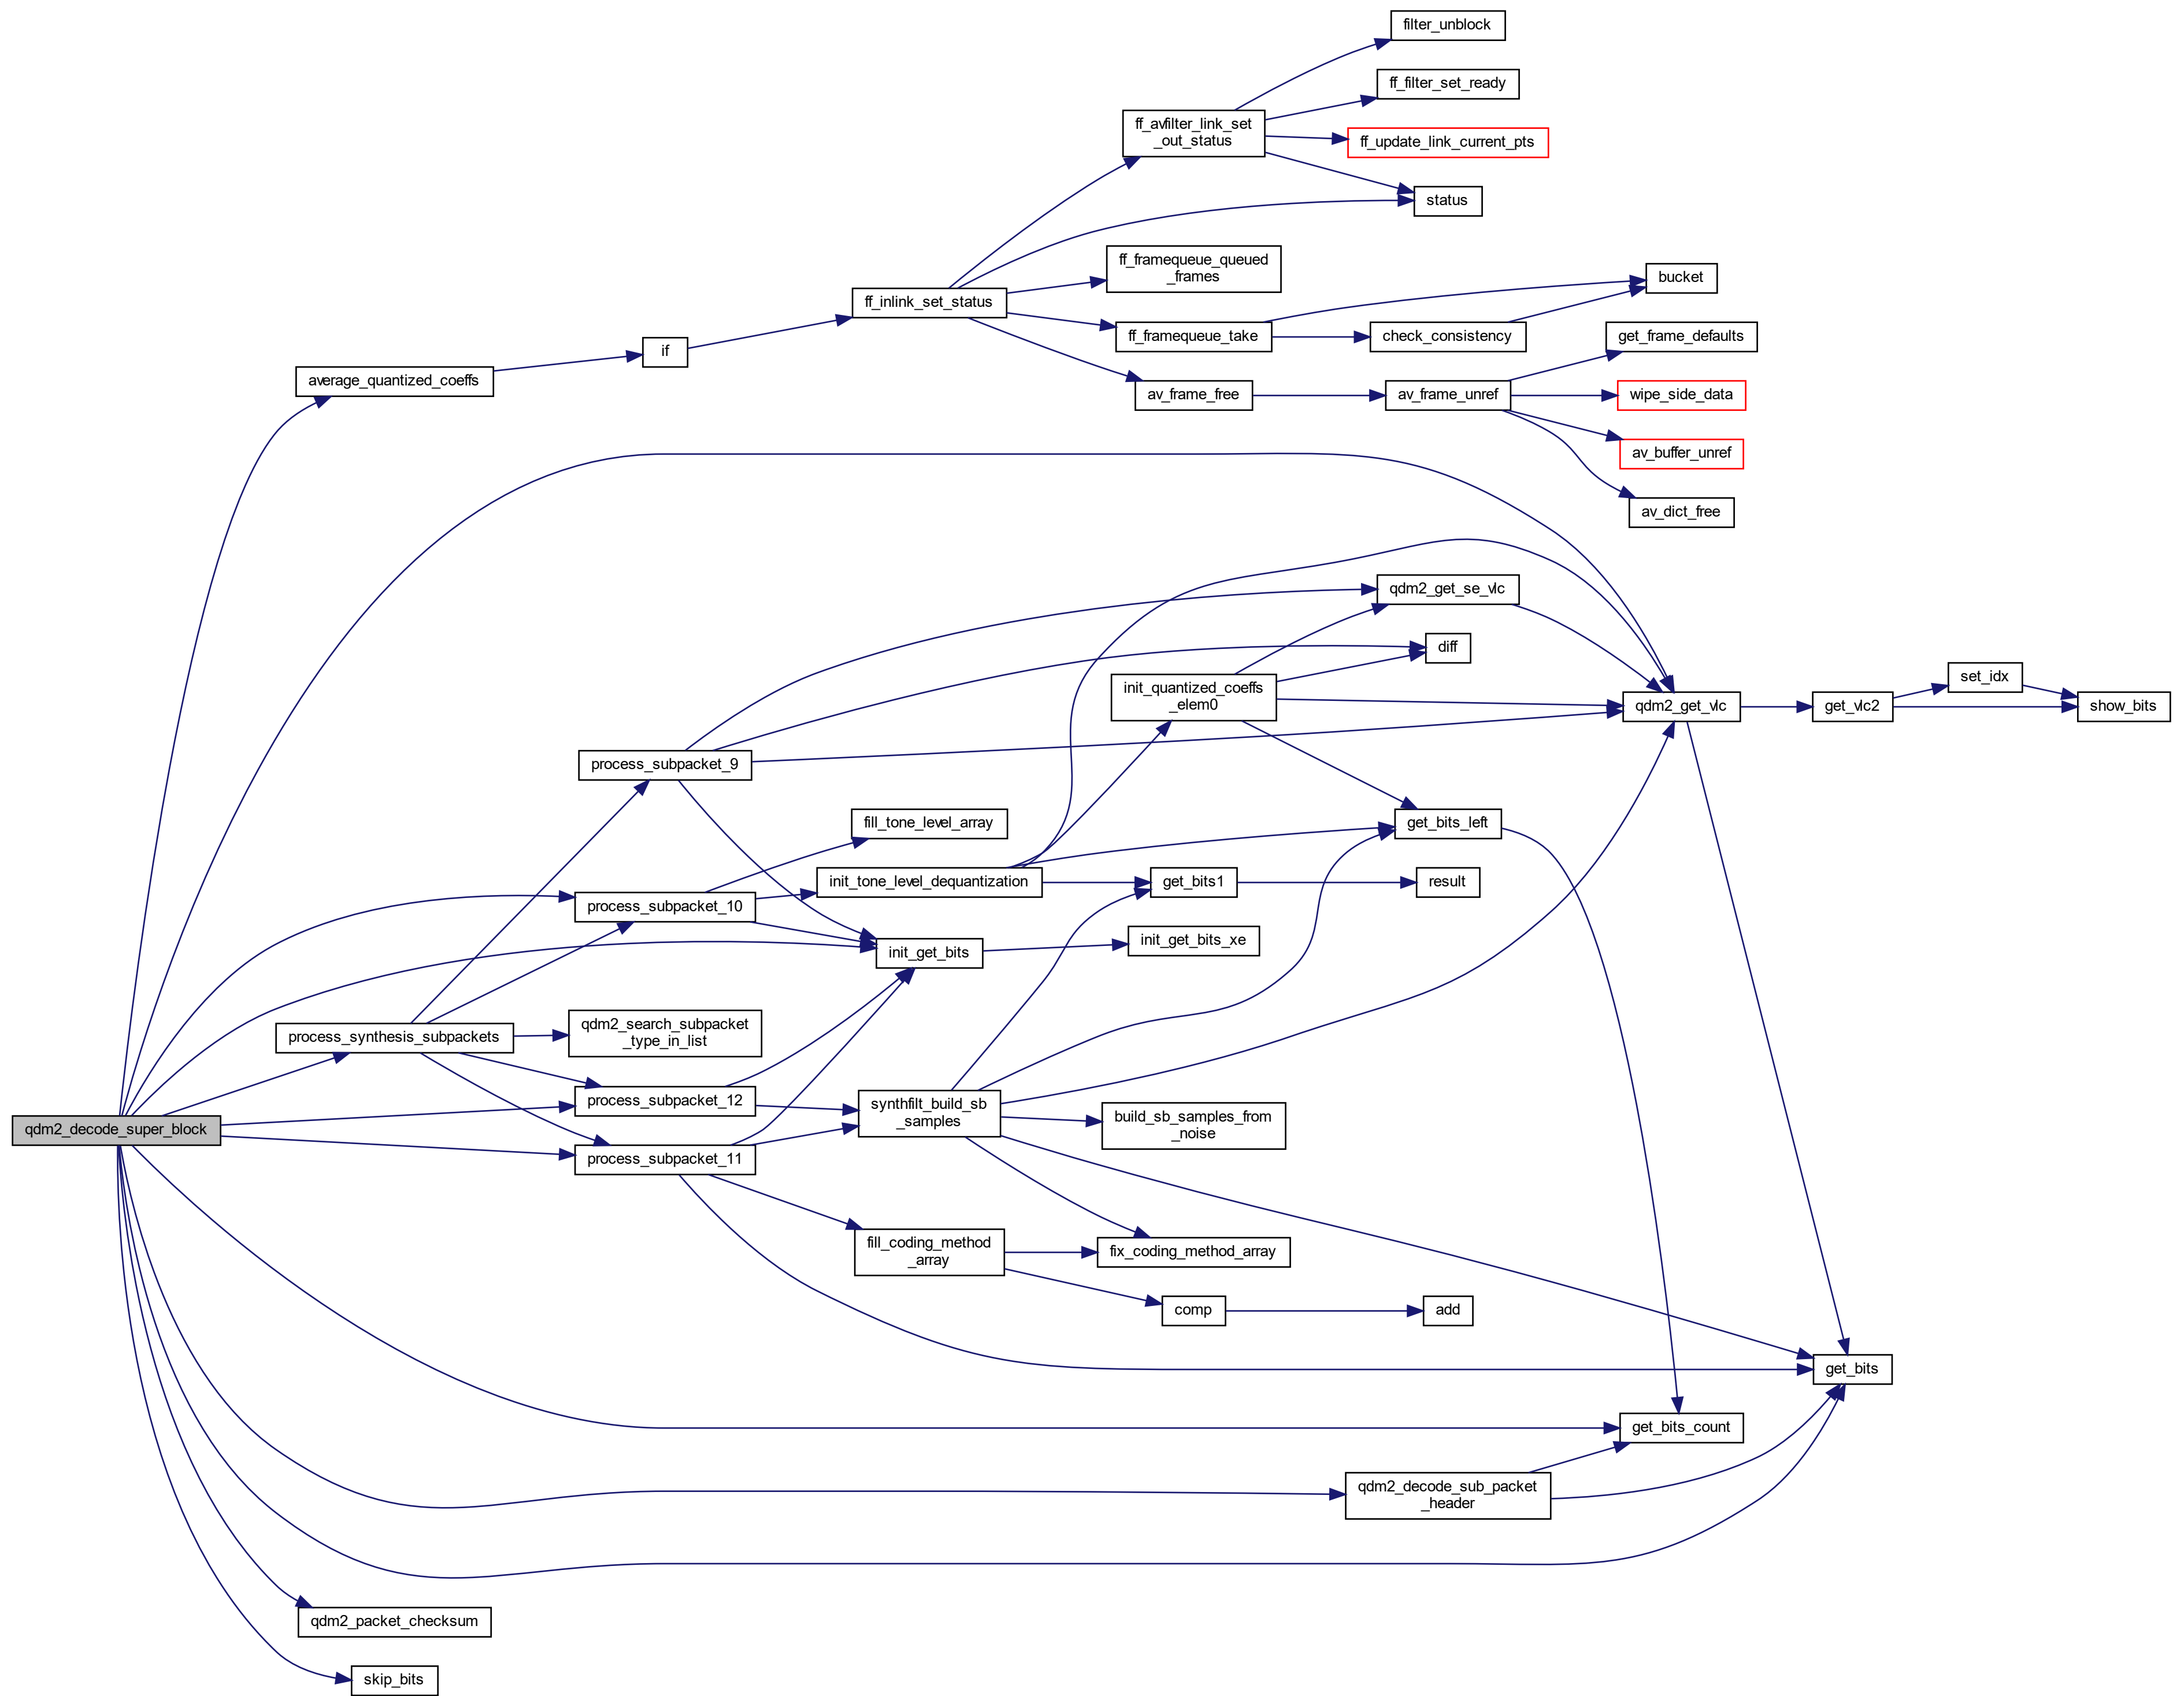 filter_unblock
ff_filter_set_ready
ff_avfilter_link_set
_out_status
ff_update_link_current_pts
status
ff_framequeue_queued
_frames
bucket
ff_inlink_set_status
ff_framequeue_take
check_consistency
get_frame_defaults
if
average_quantized_coeffs
av_frame_free
av_frame_unref
wipe_side_data
av_buffer_unref
av_dict_free
qdm2_get_se_vlc
diff
init_quantized_coeffs
_elem0
set_idx
qdm2_get_vlc
get_vlc2
show_bits
process_subpacket_9
fill_tone_level_array
get_bits_left
init_tone_level_dequantization
get_bits1
result
process_subpacket_10
init_get_bits
init_get_bits_xe
process_synthesis_subpackets
qdm2_search_subpacket
_type_in_list
process_subpacket_12
synthfilt_build_sb
_samples
build_sb_samples_from
_noise
qdm2_decode_super_block
process_subpacket_11
fill_coding_method
_array
fix_coding_method_array
comp
add
get_bits
get_bits_count
qdm2_decode_sub_packet
_header
qdm2_packet_checksum
skip_bits